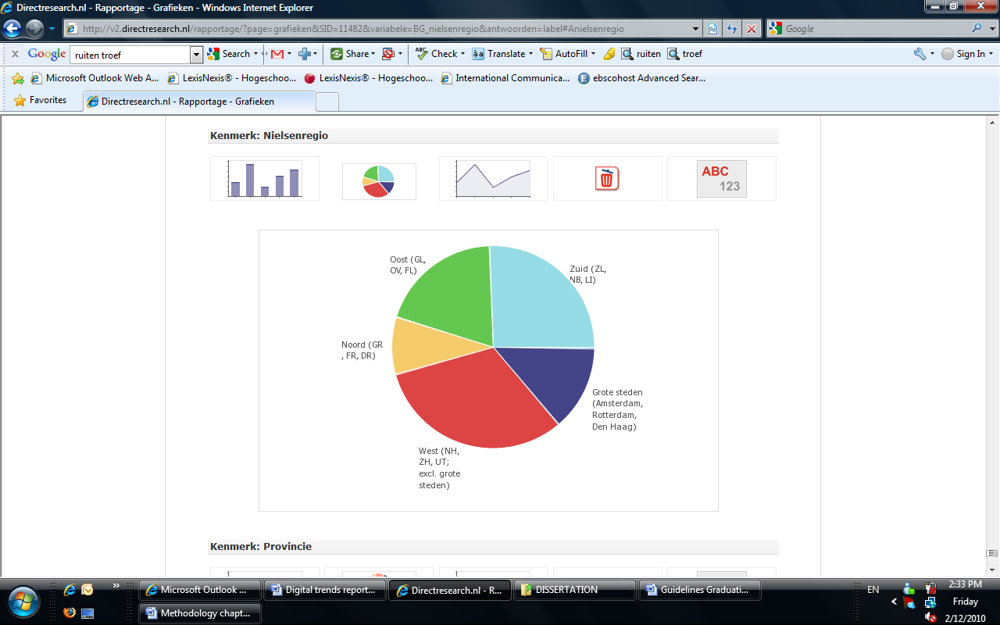 Directresearch.nl - Rapportage - Grafieken - Windows Internet Explorer
http://v2.directresearch.nl/rapportage/?page=grafieken&SID=11482&variabele=BG_nielsenregio&antwoorden=label#Anielsenregio
Google
x Google ruiten troef Search Share Check Translate AutoFill ruiten troef Sign In
ABC
Microsoft Outlook Web A... LexisNexis® - Hogeschoo... LexisNexis® - Hogeschoo... International Communica... ebscohost Advanced Sear...
Favorites Directresearch.nl - Rapportage - Grafieken
Kenmerk: Nielsenregio
ABC
123
Oost (GL,
OV, FL)
Zuid (ZL,
NB, LI)
Noord (GR
, FR, DR)
Grote steden
(Amsterdam,
Rotterdam,
Den Haag)
West (NH,
ZH, UT;
excl. grote
steden)
Kenmerk: Provincie
Microsoft Outlook ... Digital trends report... Directresearch.nl - R... DISSERTATION Guidelines Graduati...
Methodology chapt...
EN
2:33 PM
Friday
2/12/2010